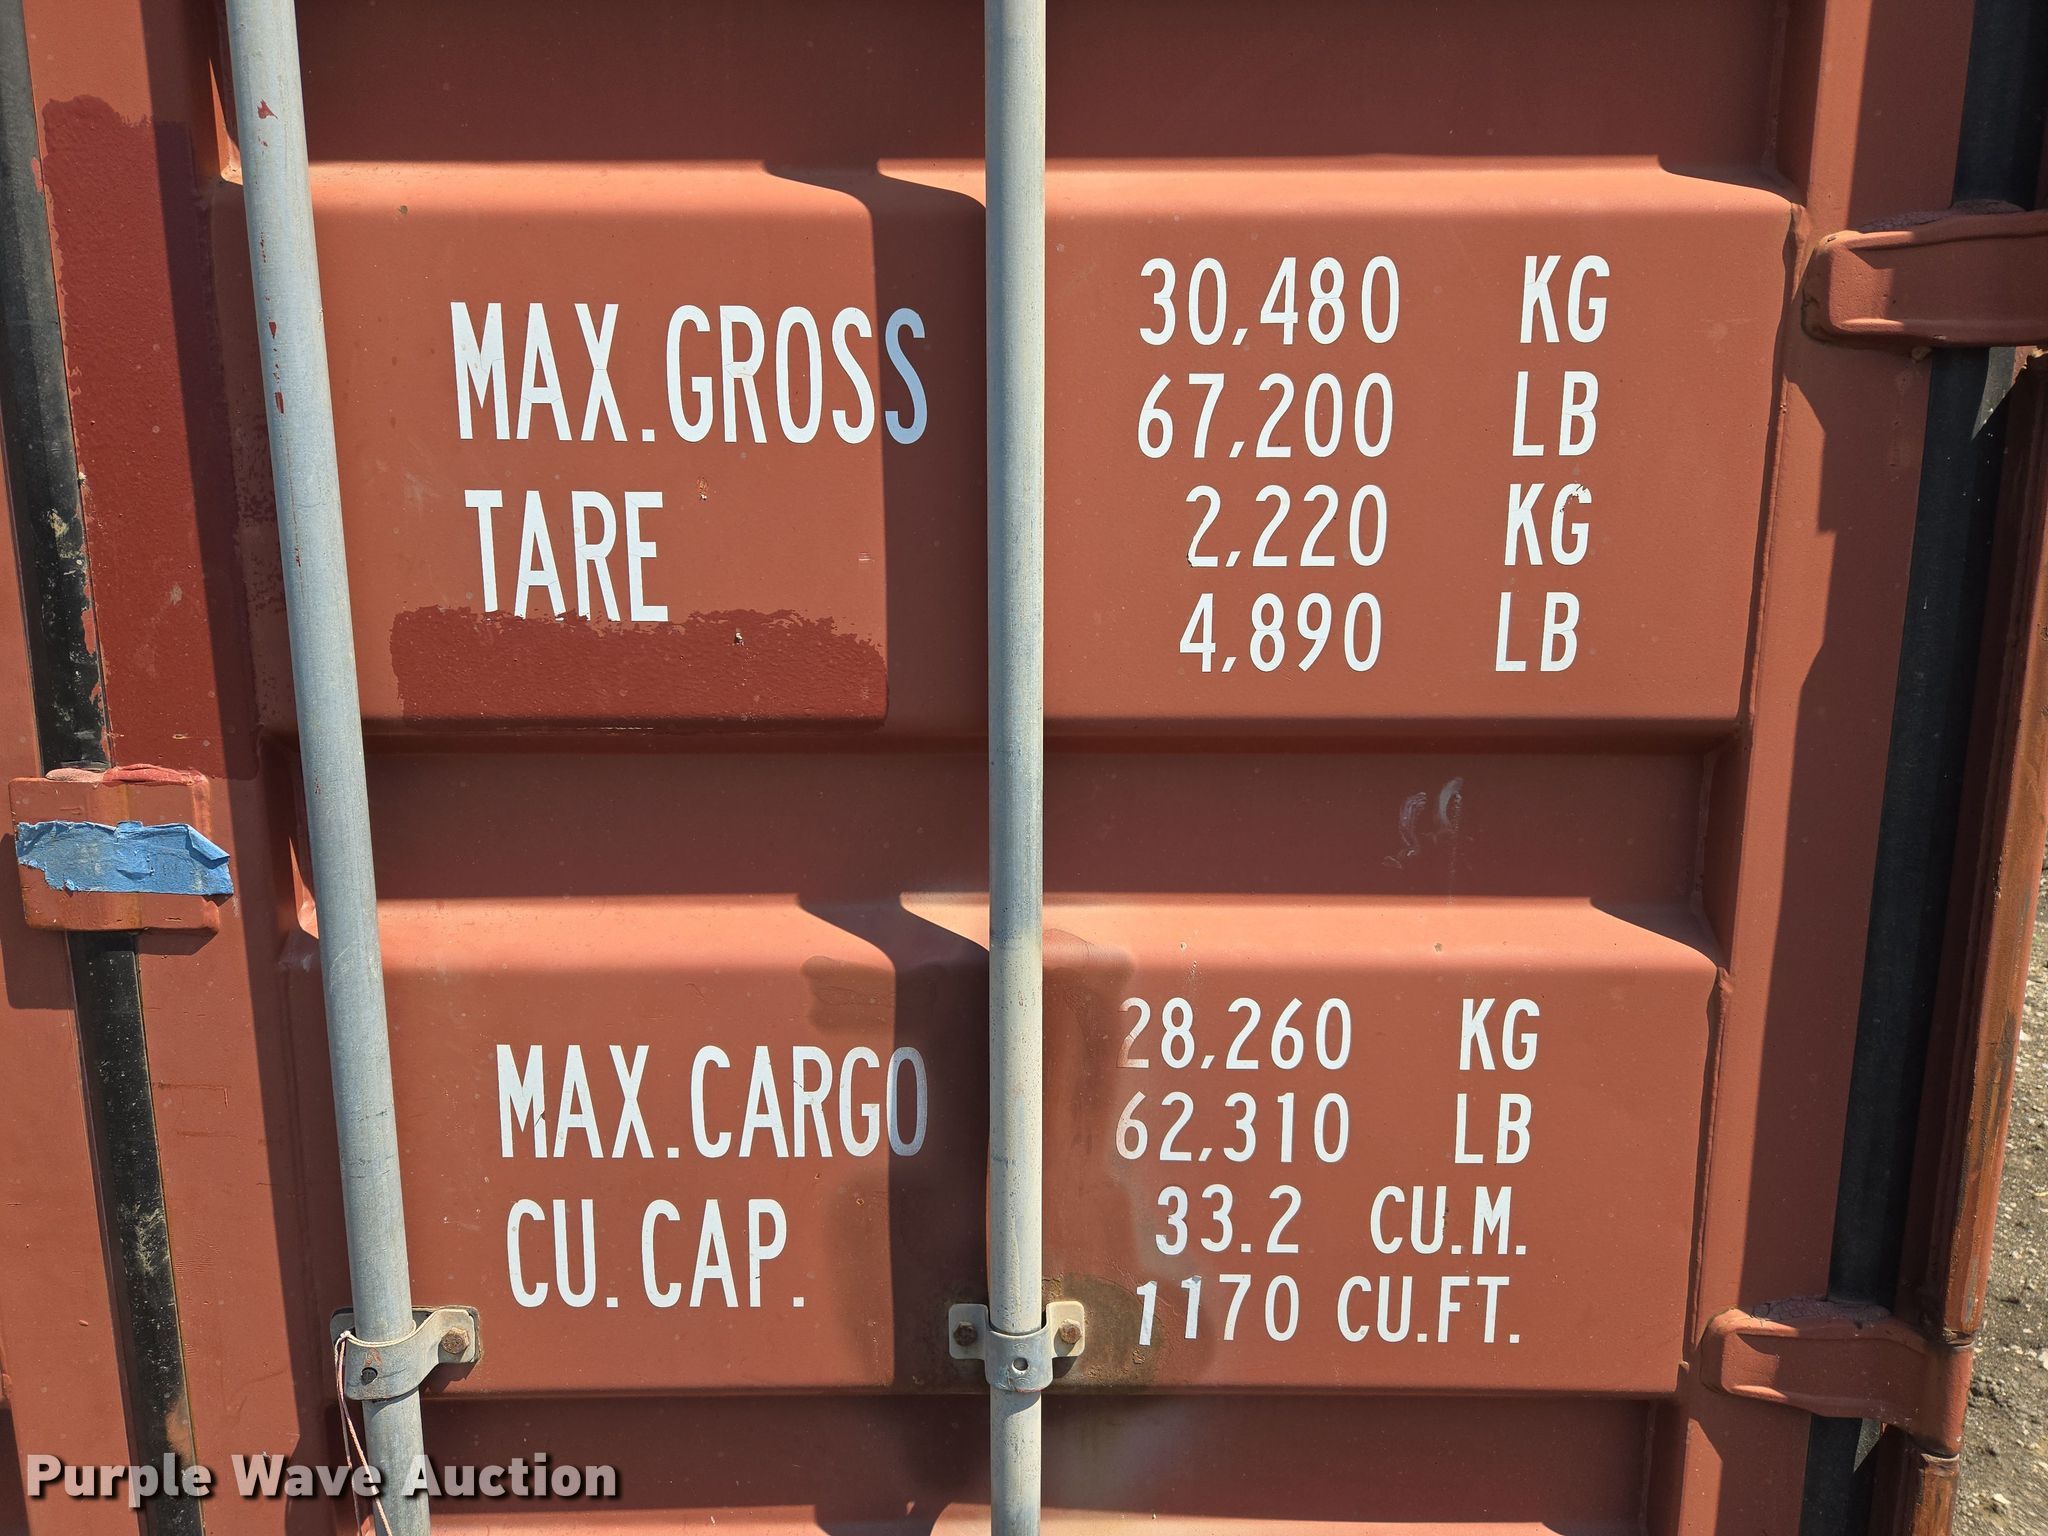 MAX.GROSS 30,480 KG
67,200 LB
TARE 2,220 KG
4,890 LB
MAX.CARGO 28,260 KG
62,310 LB
CU.CAP. 33.2 CU.M.
1170 CU.FT.
Purple Wave Auction